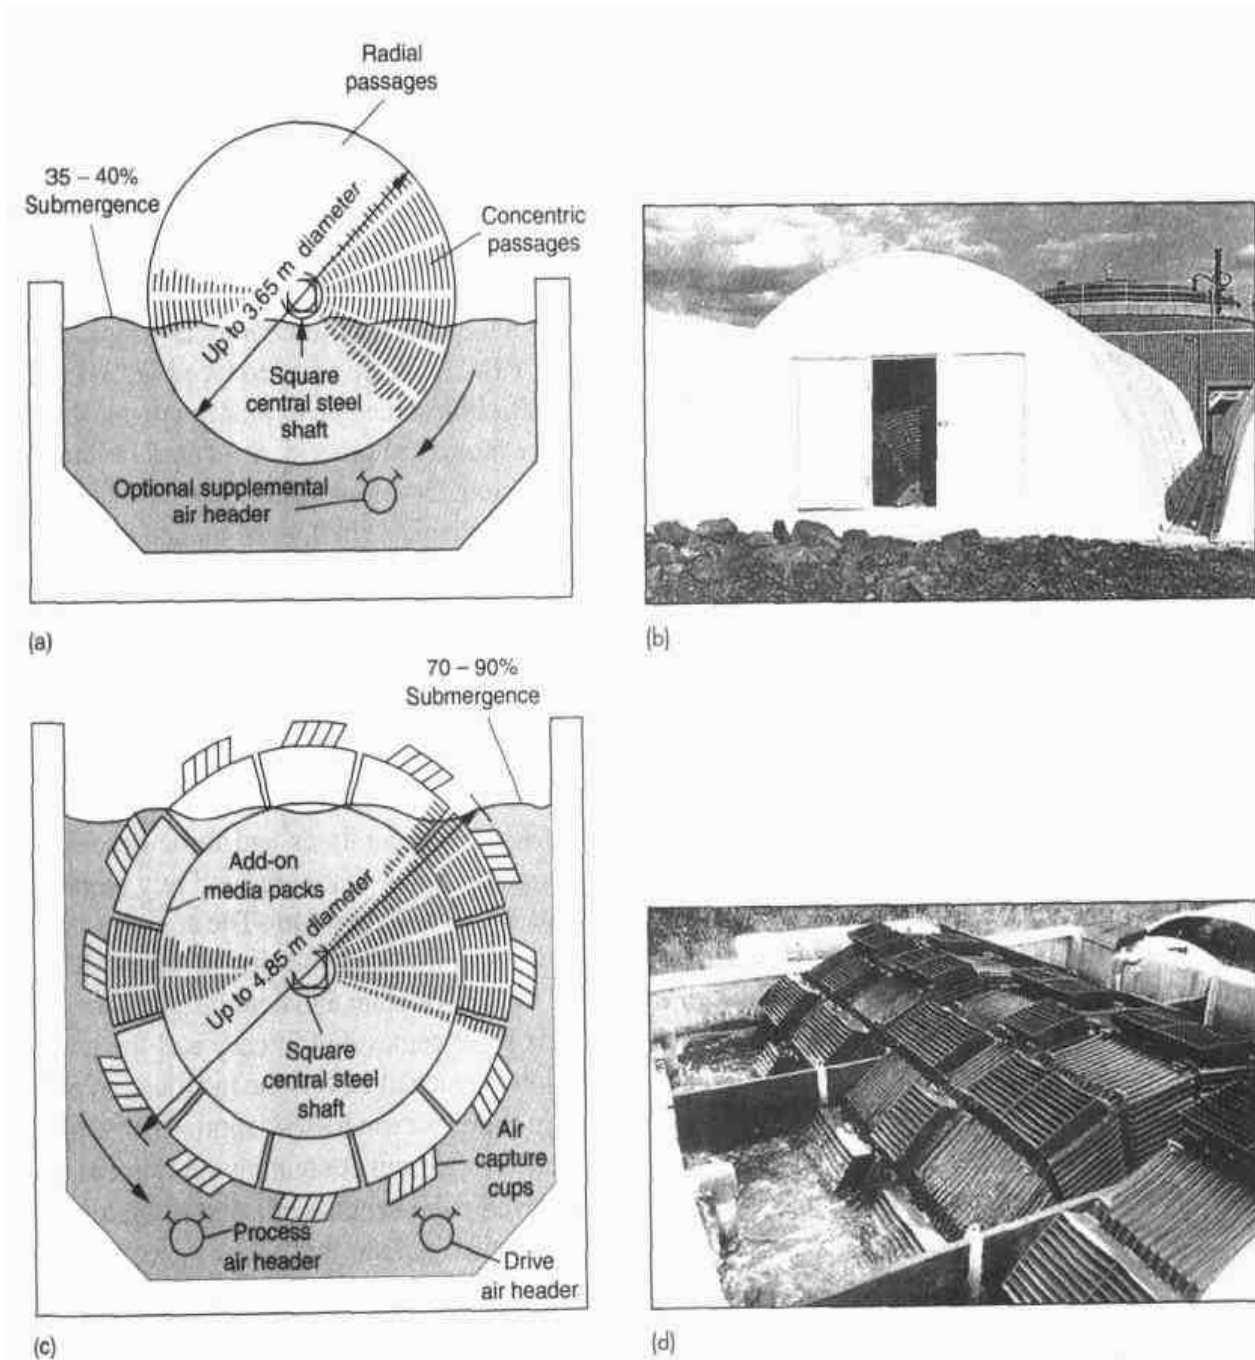 Radial
passages
35 – 40%
Submergence
Concentric
passages
Up to 3.65 m diameter
Square
central steel
shaft
Optional supplemental
air header
(a)
(b)
70 – 90%
Submergence
Add-on
media packs
Up to 4.85 m diameter
Square
central steel
shaft
Air
capture
cups
Process
air header
Drive
air header
(c)
(d)